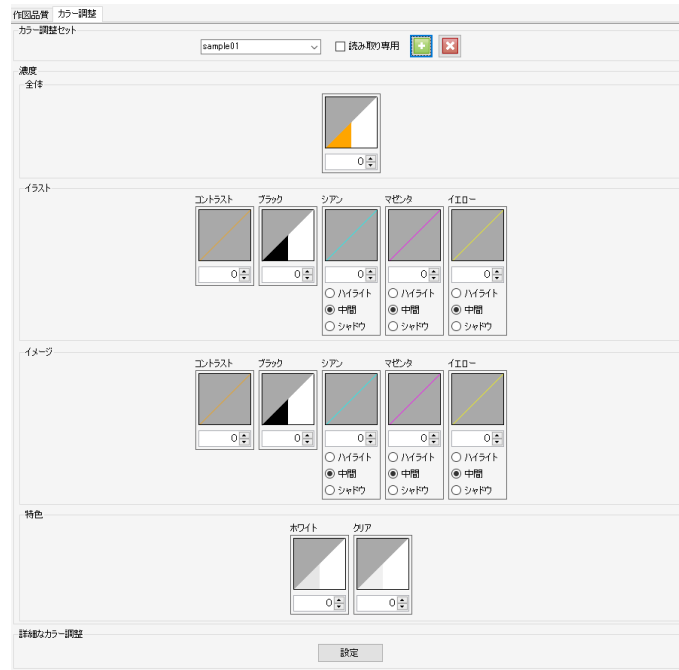 作図品質 カラー調整
カラー調整セット
sample01 読み取り専用
濃度
全体
0
イラスト
コントラスト ブラック シアン マゼンタ イエロー
0 0 0 0 0
ハイライト ハイライト ハイライト
中間 中間 中間
シャドウ シャドウ シャドウ
イメージ
コントラスト ブラック シアン マゼンタ イエロー
0 0 0 0 0
ハイライト ハイライト ハイライト
中間 中間 中間
シャドウ シャドウ シャドウ
特色
ホワイト クリア
0 0
詳細なカラー調整
設定